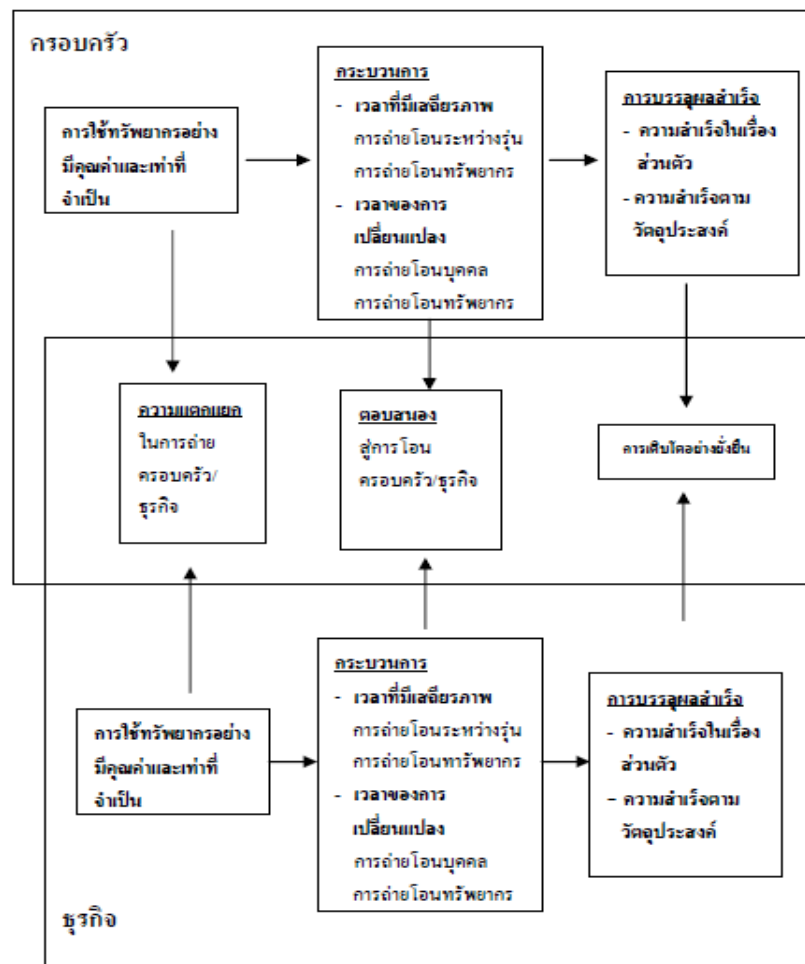 ครอบครัว
การใช้ทรัพยากรอย่าง
มีคุณค่าและเท่าที่
จำเป็น
กระบวนการ
- เวลาที่มีเสถียรภาพ
การถ่ายโอนระหว่างรุ่น
การถ่ายโอนทรัพยากร
- เวลาของการ
เปลี่ยนแปลง
การถ่ายโอนบุคคล
การถ่ายโอนทรัพยากร
การบรรลุผลสำเร็จ
- ความสำเร็จในเรื่อง
ส่วนตัว
- ความสำเร็จตาม
วัตถุประสงค์
ความแตกแยก
ในการถ่าย
ครอบครัว/
ธุรกิจ
ตอบสนอง
สู่การโอน
ครอบครัว/ธุรกิจ
การเติบโตอย่างยั่งยืน
การใช้ทรัพยากรอย่าง
มีคุณค่าและเท่าที่
จำเป็น
กระบวนการ
- เวลาที่มีเสถียรภาพ
การถ่ายโอนระหว่างรุ่น
การถ่ายโอนทารัพยากร
- เวลาของการ
เปลี่ยนแปลง
การถ่ายโอนบุคคล
การถ่ายโอนทรัพยากร
การบรรลุผลสำเร็จ
- ความสำเร็จในเรื่อง
ส่วนตัว
- ความสำเร็จตาม
วัตถุประสงค์
ธุรกิจ